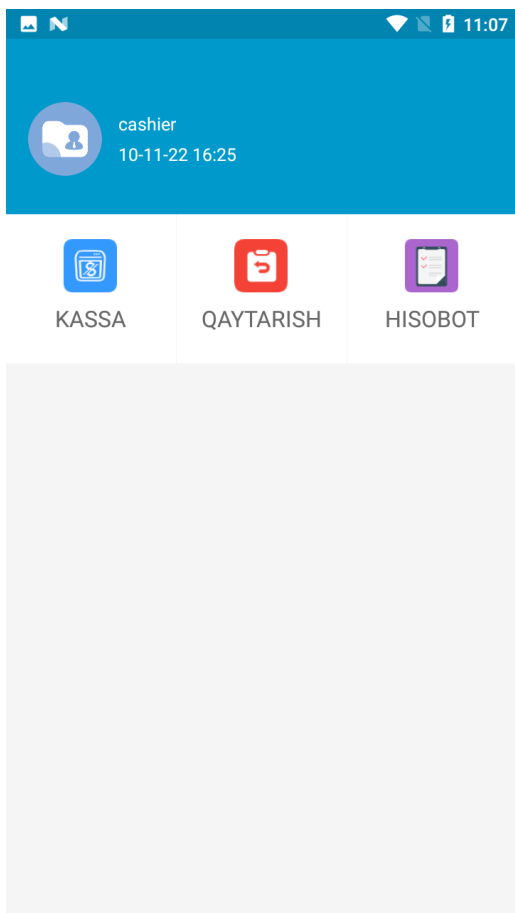 11:07
cashier
10-11-22 16:25
KASSA
QAYTARISH
HISOBOT